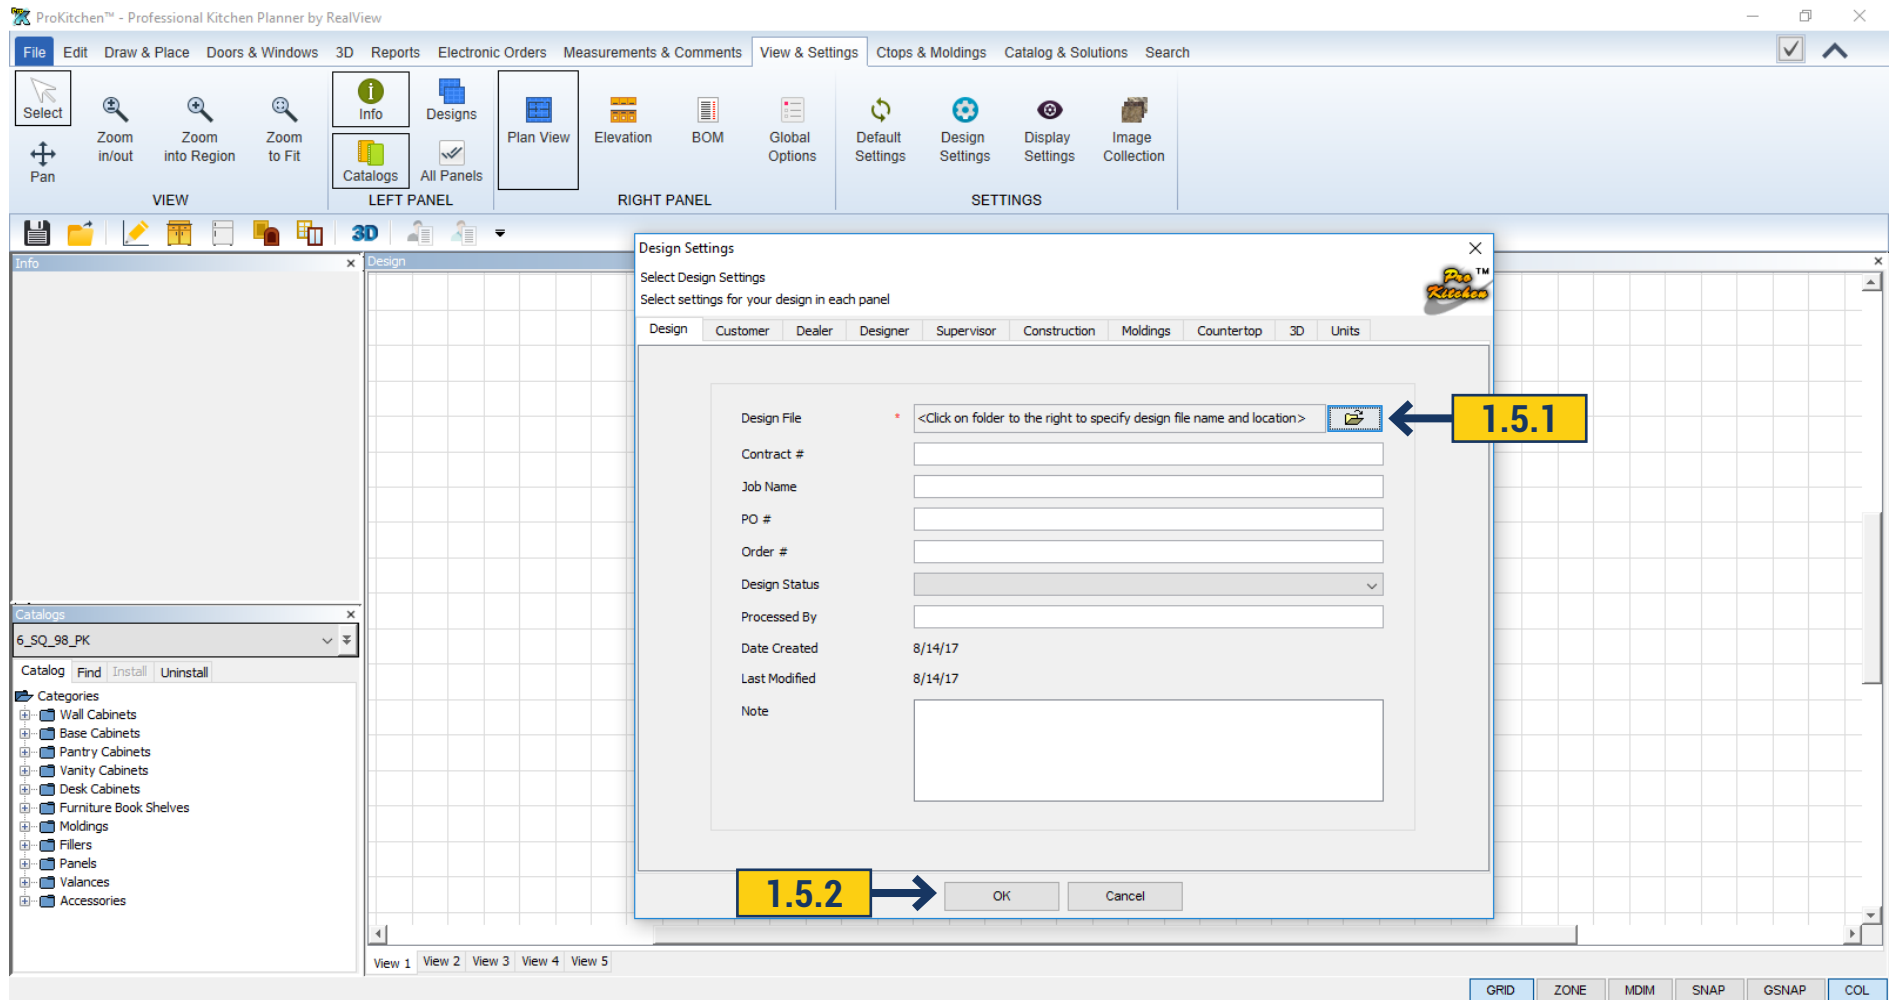 ProKitchen™ - Professional Kitchen Planner by RealView
File Edit Draw & Place Doors & Windows 3D Reports Electronic Orders Measurements & Comments View & Settings Ctops & Moldings Catalog & Solutions Search
Select
Pan
Zoom in/out
Zoom into Region
Zoom to Fit
VIEW
Info
Designs
Catalogs
All Panels
LEFT PANEL
Plan View
Elevation
BOM
Global Options
RIGHT PANEL
Default Settings
Design Settings
Display Settings
Image Collection
SETTINGS
3D
Info
Design
Design Settings
Select Design Settings
Select settings for your design in each panel
Pro Kitchen TM
Design Customer Dealer Designer Supervisor Construction Moldings Countertop 3D Units
Design File * <Click on folder to the right to specify design file name and location>
1.5.1
Contract #
Job Name
PO #
Order #
Design Status
Processed By
Date Created 8/14/17
Last Modified 8/14/17
Note
1.5.2
OK
Cancel
Catalogs
6_SQ_98_PK
Catalog Find Install Uninstall
Categories
Wall Cabinets
Base Cabinets
Pantry Cabinets
Vanity Cabinets
Desk Cabinets
Furniture Book Shelves
Moldings
Fillers
Panels
Valances
Accessories
View 1 View 2 View 3 View 4 View 5
GRID ZONE MDIM SNAP GSNAP COL